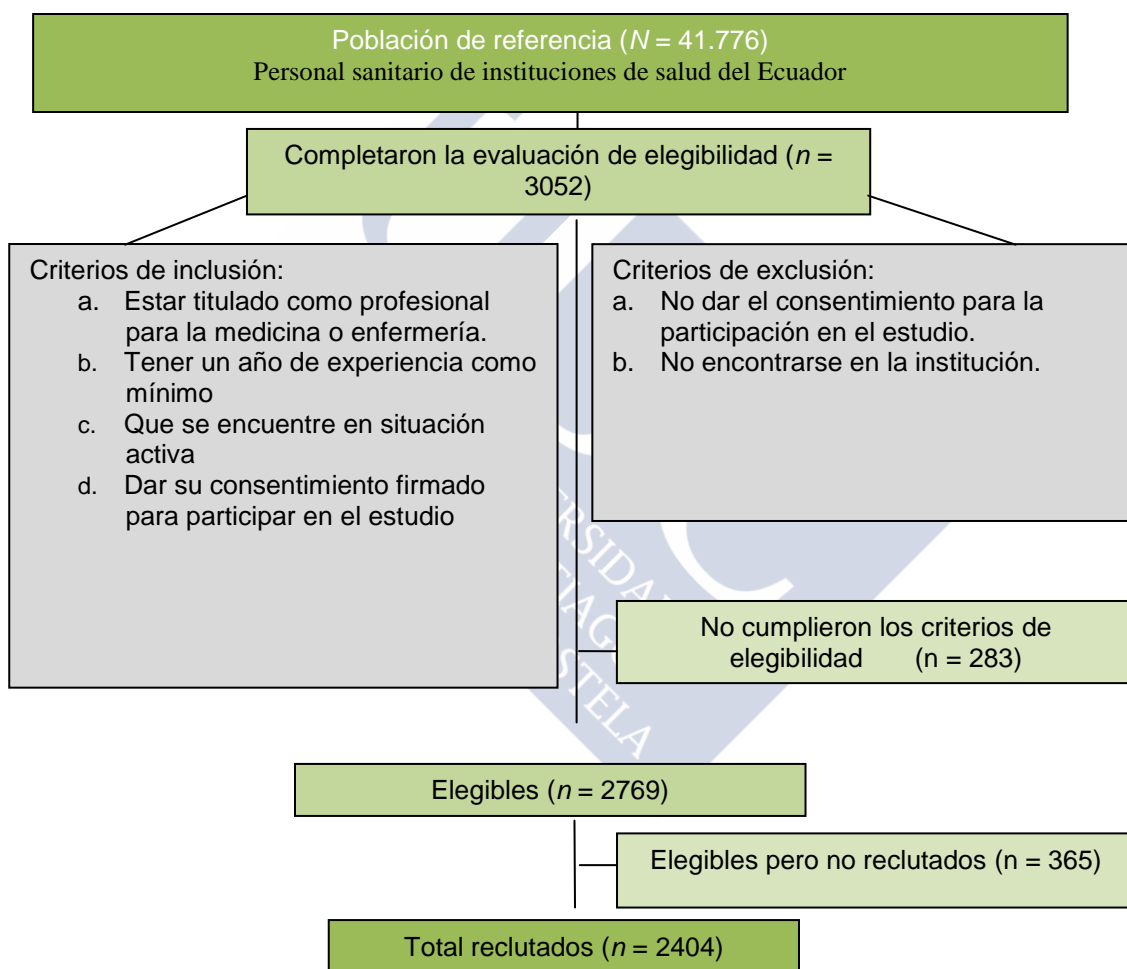 Población de referencia (N = 41.776)
Personal sanitario de instituciones de salud del Ecuador
Completaron la evaluación de elegibilidad (n =
3052)
Criterios de inclusión:
a. Estar titulado como profesional
para la medicina o enfermería.
b. Tener un año de experiencia como
mínimo
c. Que se encuentre en situación
activa
d. Dar su consentimiento firmado
para participar en el estudio
Criterios de exclusión:
a. No dar el consentimiento para la
participación en el estudio.
b. No encontrarse en la institución.
No cumplieron los criterios de
elegibilidad (n = 283)
Elegibles (n = 2769)
Elegibles pero no reclutados (n = 365)
Total reclutados (n = 2404)